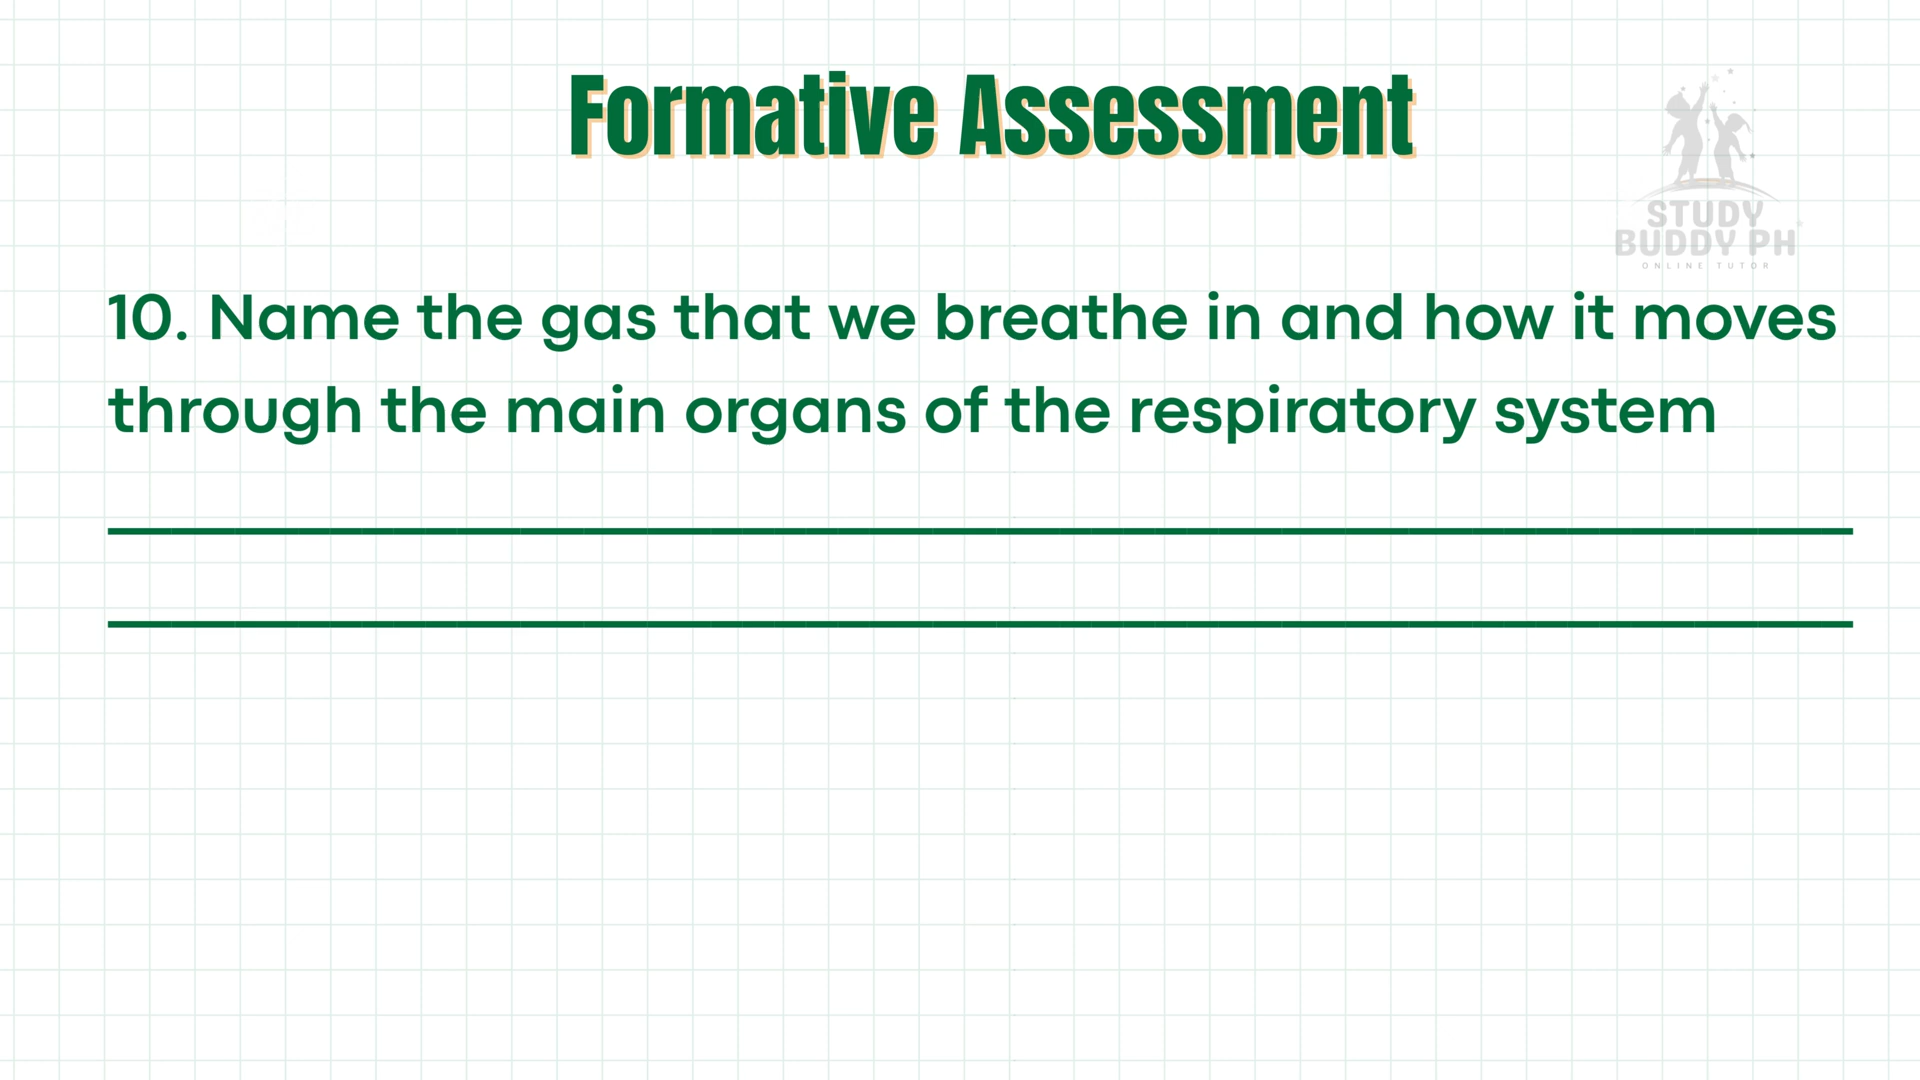 Formative Assessment
STUDY
BUDDY PH
ONLINE TUTOR
10. Name the gas that we breathe in and how it moves
through the main organs of the respiratory system